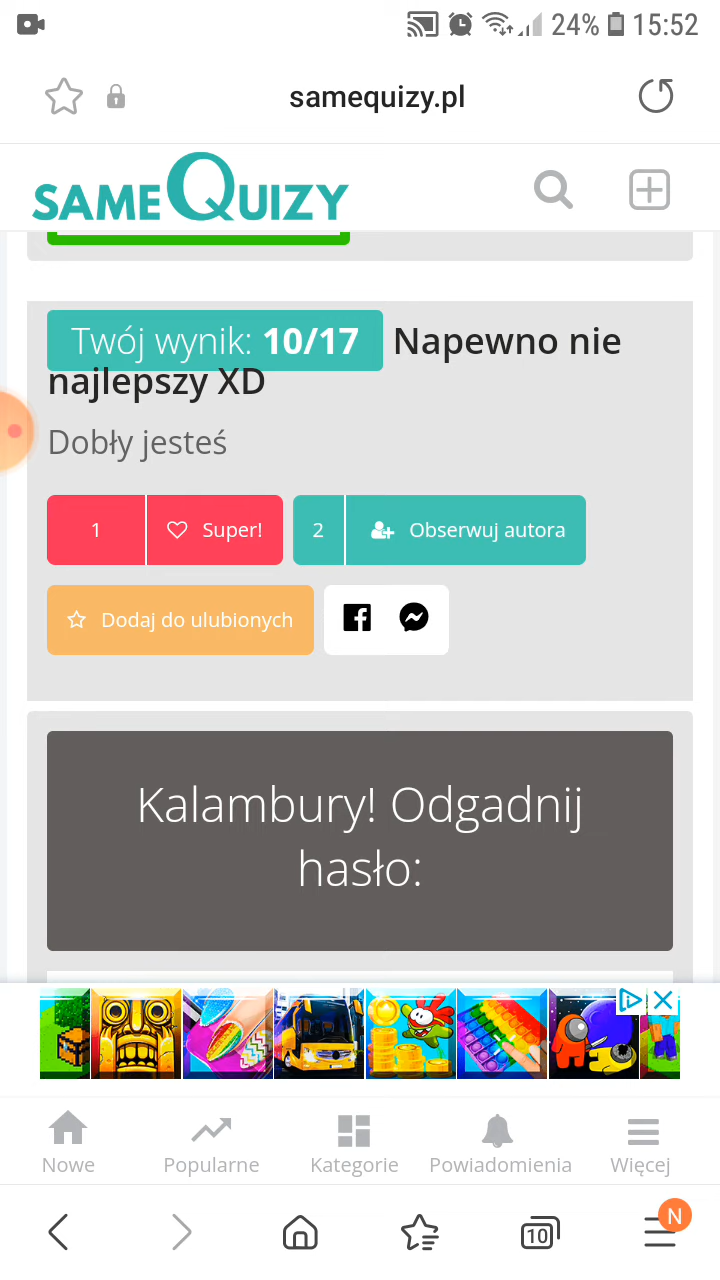 24% 15:52
samequizy.pl
SAMEQUIZY
Twój wynik: 10/17 Napewno nie
najlepszy XD
Dobły jesteś
1 Super! 2 Obserwuj autora
Dodaj do ulubionych
Kalambury! Odgadnij
hasło:
Nowe Popularne Kategorie Powiadomienia Więcej
10 N